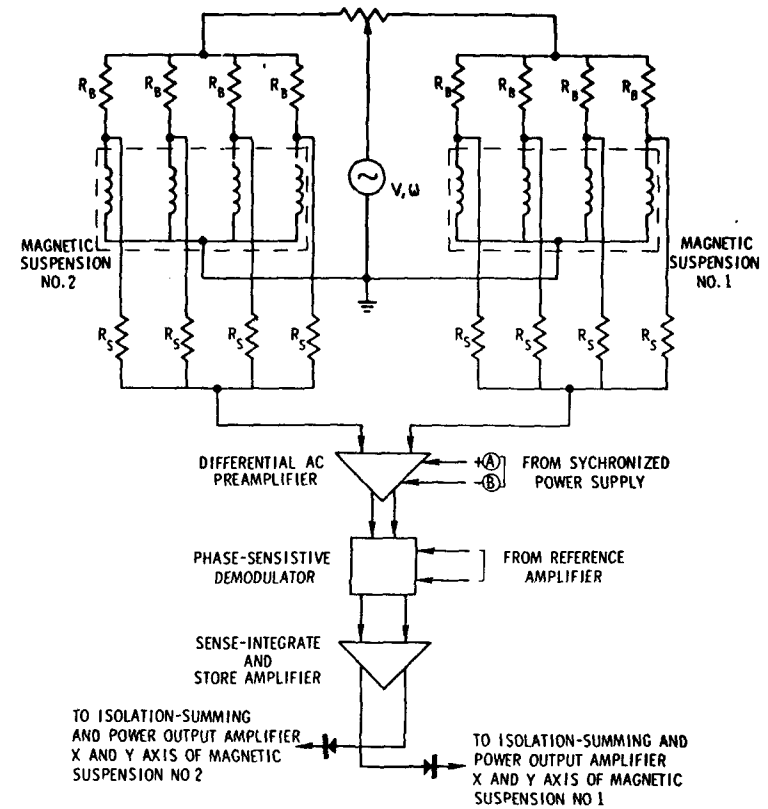 R_B R_B R_B R_B R_B R_B R_B R_B
V, ω
MAGNETIC
SUSPENSION
NO. 2
MAGNETIC
SUSPENSION
NO. 1
R_S R_S R_S R_S R_S R_S R_S R_S
DIFFERENTIAL AC
PREAMPLIFIER
+Ⓐ
-Ⓑ
FROM SYCHRONIZED
POWER SUPPLY
PHASE-SENSISTIVE
DEMODULATOR
FROM REFERENCE
AMPLIFIER
SENSE-INTEGRATE
AND
STORE AMPLIFIER
TO ISOLATION-SUMMING
AND POWER OUTPUT AMPLIFIER
X AND Y AXIS OF MAGNETIC
SUSPENSION NO 2
TO ISOLATION-SUMMING AND
POWER OUTPUT AMPLIFIER
X AND Y AXIS OF MAGNETIC
SUSPENSION NO 1